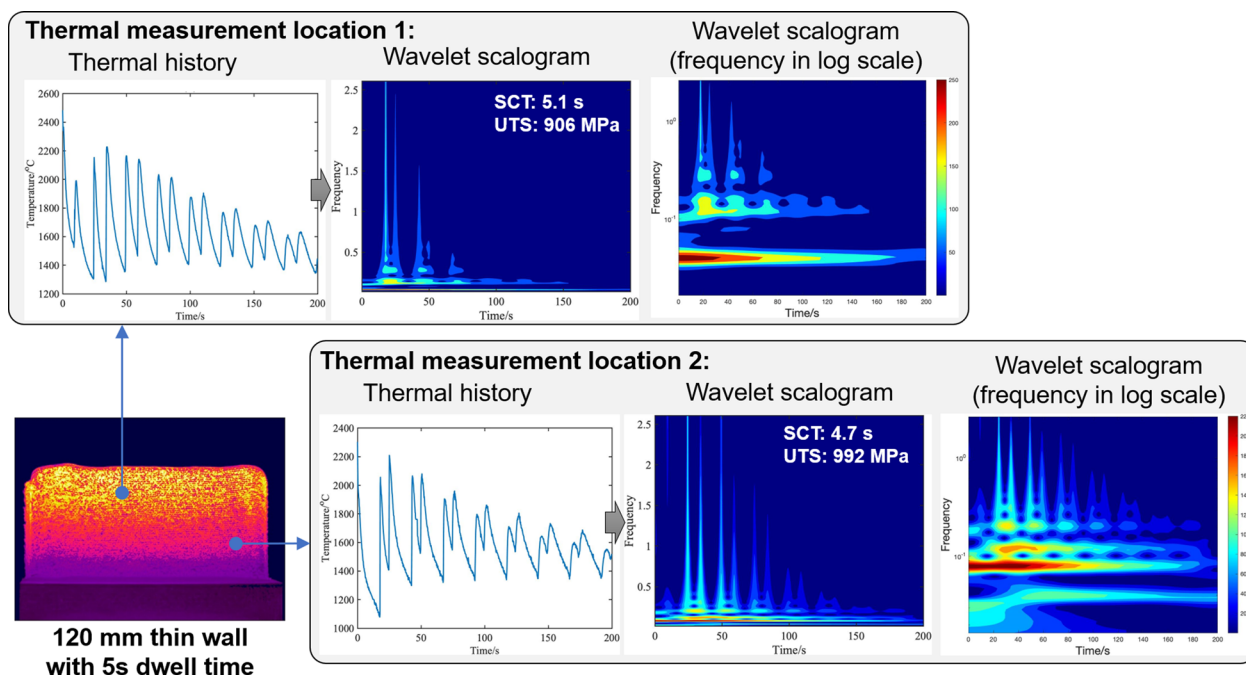 Thermal measurement location 1:
Thermal history
Wavelet scalogram
Wavelet scalogram
(frequency in log scale)
2600
2400
2200
2000
1800
1600
1400
1200
Temperature/°C
0
50
100
150
200
Time/s
2.5
2
1.5
1
0.5
Frequency
SCT: 5.1 s
UTS: 906 MPa
0
50
100
150
200
Time/s
10⁰
10⁻¹
Frequency
0 20 40 60 80 100 120 140 160 180 200
Time/s
250
200
150
100
50
Thermal measurement location 2:
Thermal history
Wavelet scalogram
Wavelet scalogram
(frequency in log scale)
2400
2200
2000
1800
1600
1400
1200
1000
Temperature/°C
0
50
100
150
200
Time/s
2.5
2
1.5
1
0.5
Frequency
SCT: 4.7 s
UTS: 992 MPa
0
50
100
150
200
Time/s
10⁰
10⁻¹
Frequency
0 20 40 60 80 100 120 140 160 180 200
Time/s
120 mm thin wall
with 5s dwell time